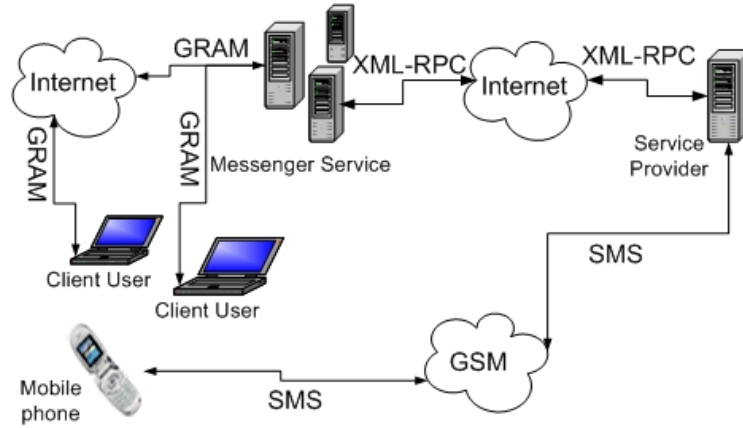 GRAM
XML-RPC
XML-RPC
Internet
Internet
GRAM
GRAM
Messenger Service
Service
Provider
SMS
Client User
Client User
GSM
Mobile
phone
SMS